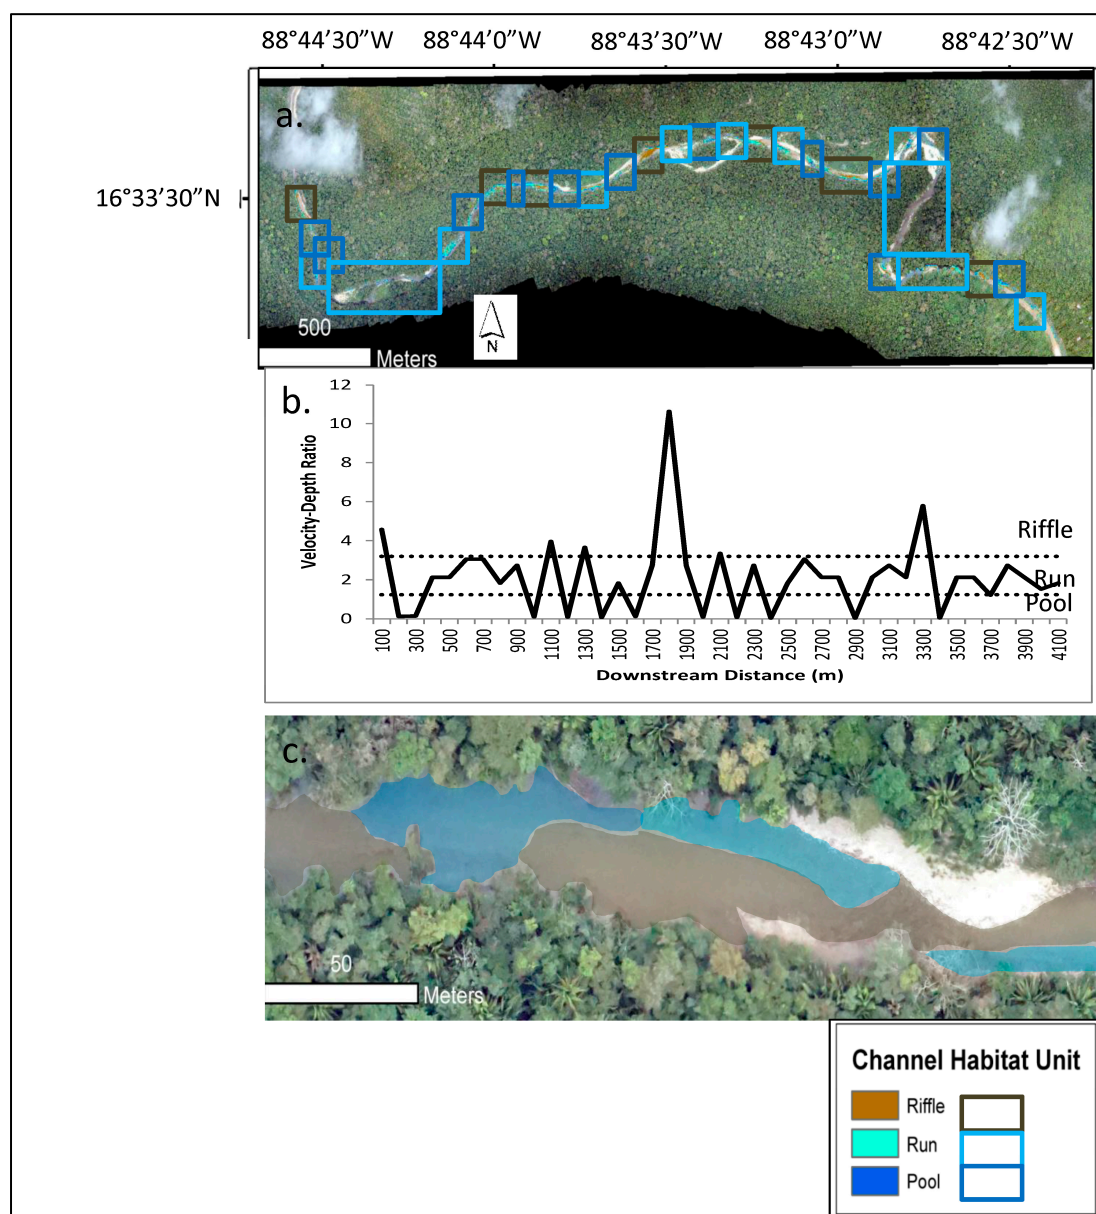 88°44'30”W 88°44’0”W 88°43’30”W 88°43’0”W 88°42’30”W
a.
16°33’30”N
N
500
Meters
b.
12
10
8
6
4
2
0
Velocity-Depth Ratio
Riffle
Run
Pool
100 300 500 700 900 1100 1300 1500 1700 1900 2100 2300 2500 2700 2900 3100 3300 3500 3700 3900 4100
Downstream Distance (m)
c.
50
Meters
Channel Habitat Unit
Riffle
Run
Pool